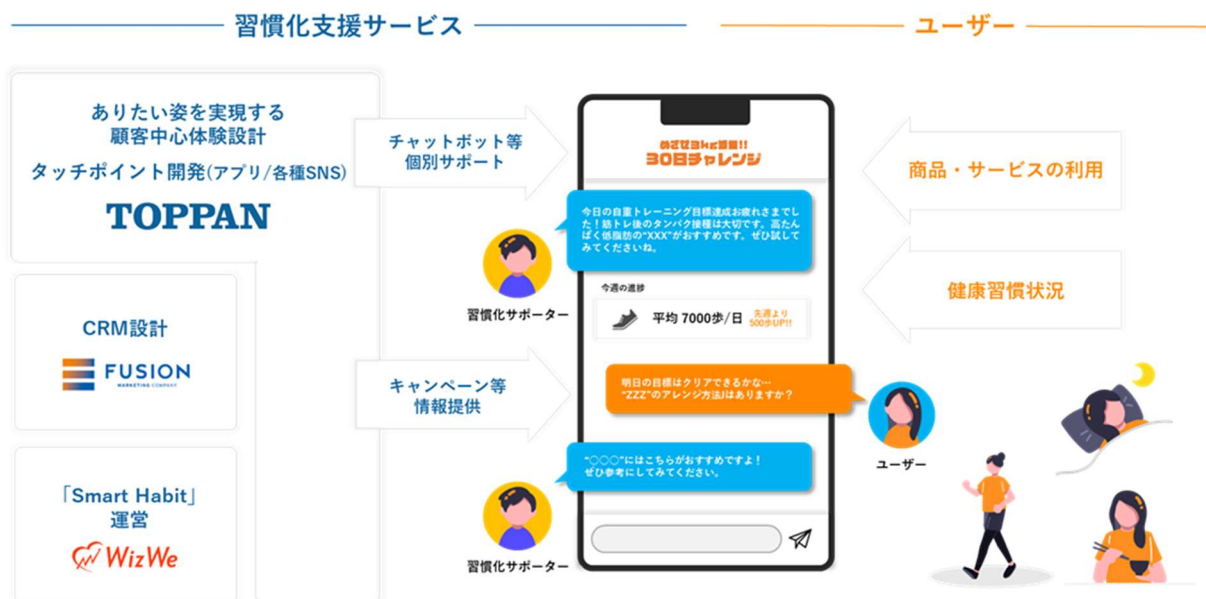 習慣化支援サービス
ユーザー
ありたい姿を実現する
顧客中心体験設計
タッチポイント開発(アプリ/各種SNS)
TOPPAN
CRM設計
FUSION
MARKETING COMPANY
「Smart Habit」
運営
WizWe
チャットボット等
個別サポート
キャンペーン等
情報提供
めざせ3kg減量!!
30日チャレンジ
今日の自重トレーニング目標達成お疲れさまでし
た！筋トレ後のタンパク接種は大切です。高たん
ぱく低脂肪の“XXX”がおすすめです。ぜひ試して
みてくださいね。
習慣化サポーター
今週の進捗
平均 7000歩/日
先週より
500歩UP!!
明日の目標はクリアできるかな…
“ZZZ”のアレンジ方法はありますか？
ユーザー
“○○○”にはこちらがおすすめですよ！
ぜひ参考にしてみてください。
習慣化サポーター
商品・サービスの利用
健康習慣状況